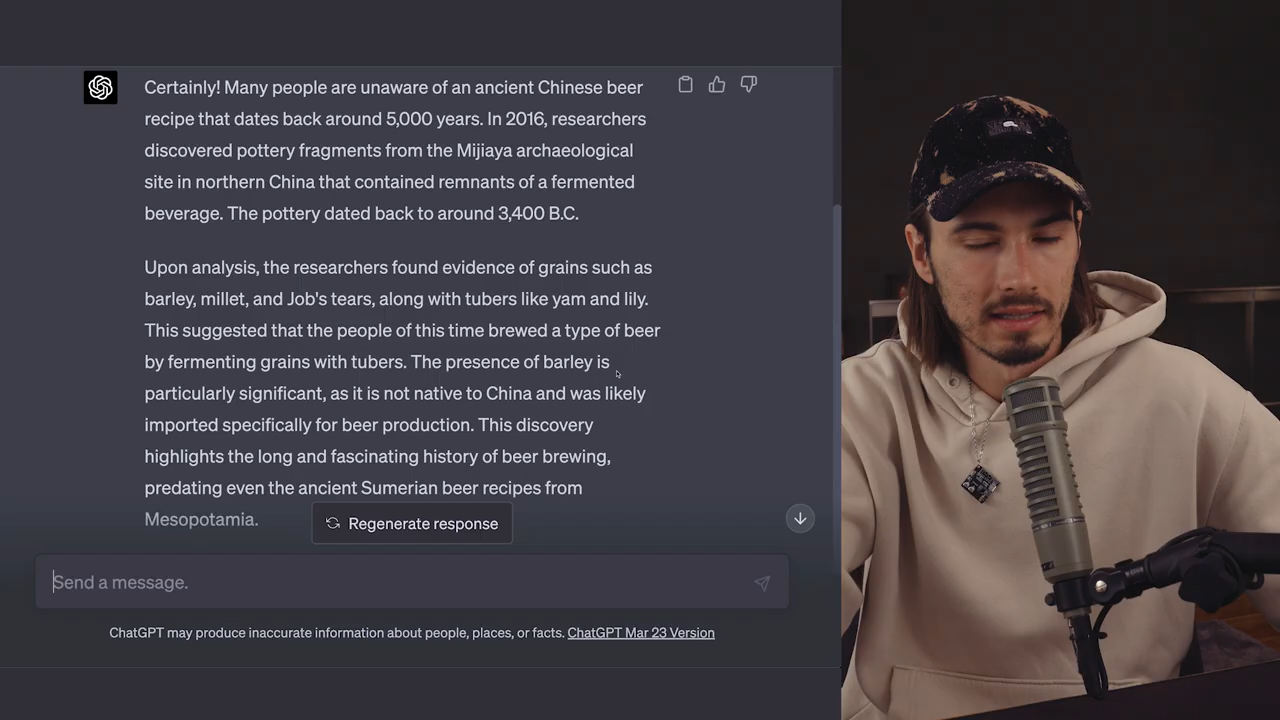 Certainly! Many people are unaware of an ancient Chinese beer
recipe that dates back around 5,000 years. In 2016, researchers
discovered pottery fragments from the Mijiaya archaeological
site in northern China that contained remnants of a fermented
beverage. The pottery dated back to around 3,400 B.C.
Upon analysis, the researchers found evidence of grains such as
barley, millet, and Job's tears, along with tubers like yam and lily.
This suggested that the people of this time brewed a type of beer
by fermenting grains with tubers. The presence of barley is
particularly significant, as it is not native to China and was likely
imported specifically for beer production. This discovery
highlights the long and fascinating history of beer brewing,
predating even the ancient Sumerian beer recipes from
Mesopotamia.
Regenerate response
Send a message.
ChatGPT may produce inaccurate information about people, places, or facts. ChatGPT Mar 23 Version